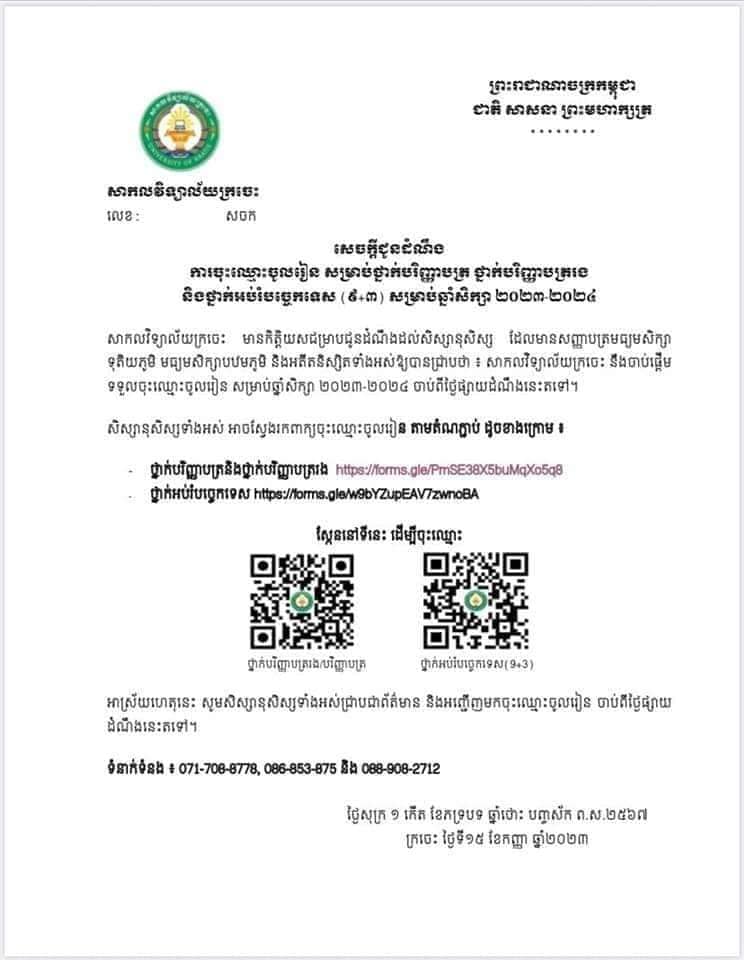 ព្រះរាជាណាចក្រកម្ពុជា
ជាតិ សាសនា ព្រះមហាក្សត្រ
********
សាកលវិទ្យាល័យក្រចេះ
UNIVERSITY OF KRATIE
សាកលវិទ្យាល័យក្រចេះ
លេខ : សចក
សេចក្តីជូនដំណឹង
ការចុះឈ្មោះចូលរៀន សម្រាប់ថ្នាក់បរិញ្ញាបត្រ ថ្នាក់បរិញ្ញាបត្ររង
និងថ្នាក់អប់រំបច្ចេកទេស (៩+៣) សម្រាប់ឆ្នាំសិក្សា ២០២៣-២០២៤
សាកលវិទ្យាល័យក្រចេះ មានកិត្តិយសជម្រាបជូនដំណឹងដល់សិស្សានុសិស្ស ដែលមានសញ្ញាបត្រមធ្យមសិក្សា
ទុតិយភូមិ មធ្យមសិក្សាបឋមភូមិ និងអតីតនិស្សិតទាំងអស់ឱ្យបានជ្រាបថា ៖ សាកលវិទ្យាល័យក្រចេះ នឹងចាប់ផ្តើម
ទទួលចុះឈ្មោះចូលរៀន សម្រាប់ឆ្នាំសិក្សា ២០២៣-២០២៤ ចាប់ពីថ្ងៃផ្សាយដំណឹងនេះតទៅ។
សិស្សានុសិស្សទាំងអស់ អាចស្វែងរកពាក្យចុះឈ្មោះចូលរៀន តាមតំណភ្ជាប់ ដូចខាងក្រោម ៖
- ថ្នាក់បរិញ្ញាបត្រនិងថ្នាក់បរិញ្ញាបត្ររង https://forms.gle/PmSE38X5buMqXo5q8
- ថ្នាក់អប់រំបច្ចេកទេស https://forms.gle/w9bYZupEAV7zwnoBA
ស្កែននៅទីនេះ ដើម្បីចុះឈ្មោះ
ថ្នាក់បរិញ្ញាបត្ររង/បរិញ្ញាបត្រ ថ្នាក់អប់រំបច្ចេកទេស(9+3)
អាស្រ័យហេតុនេះ សូមសិស្សានុសិស្សទាំងអស់ជ្រាបជាព័ត៌មាន និងអញ្ជើញមកចុះឈ្មោះចូលរៀន ចាប់ពីថ្ងៃផ្សាយ
ដំណឹងនេះតទៅ។
ទំនាក់ទំនង ៖ 071-708-8778, 086-853-875 និង 088-908-2712
ថ្ងៃសុក្រ ១ កើត ខែភទ្របទ ឆ្នាំថោះ បញ្ចស័ក ព.ស.២៥៦៧
ក្រចេះ ថ្ងៃទី១៥ ខែកញ្ញា ឆ្នាំ២០២៣